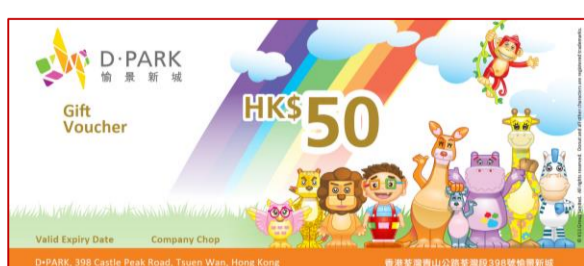 D·PARK
愉景新城
Gift
Voucher
HK$50
Valid Expiry Date
Company Chop
D•PARK, 398 Castle Peak Road, Tsuen Wan, Hong Kong
香港荃灣青山公路荃灣段398號愉景新城